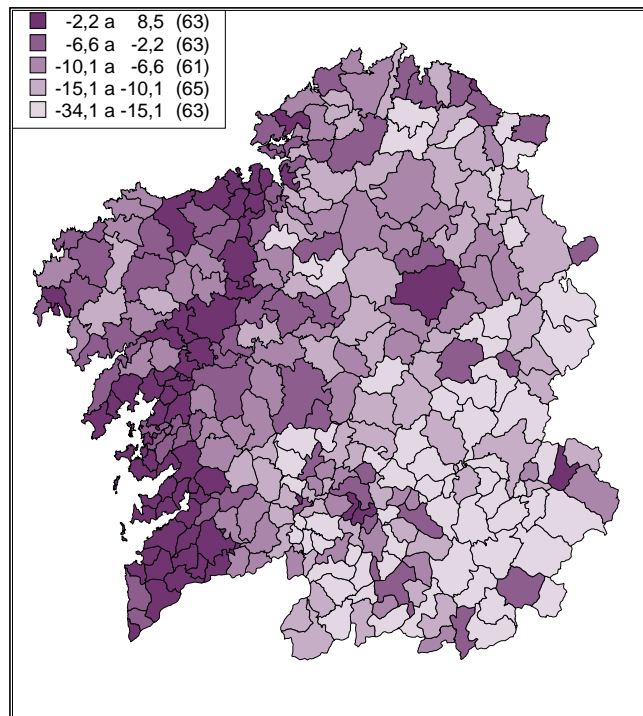 -2,2 a 8,5 (63)
-6,6 a -2,2 (63)
-10,1 a -6,6 (61)
-15,1 a -10,1 (65)
-34,1 a -15,1 (63)